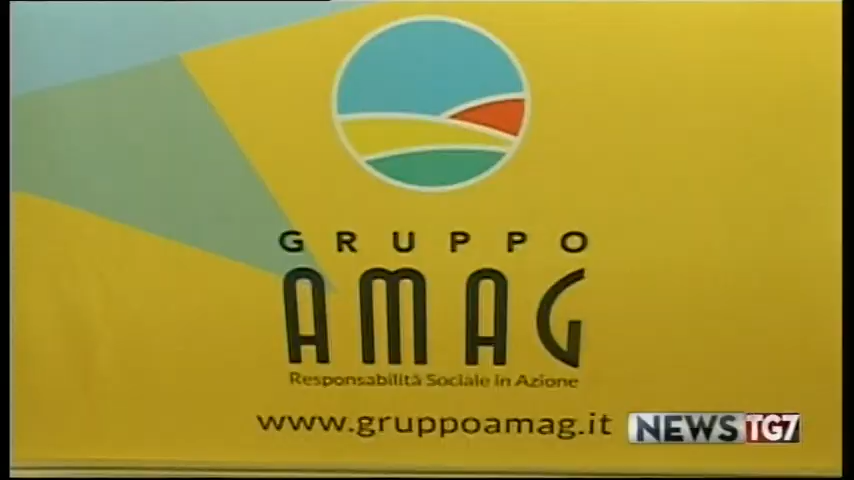 GRUPPO
AMAG
Responsabilità Sociale in Azione
www.gruppoamag.it
NEWS TG7